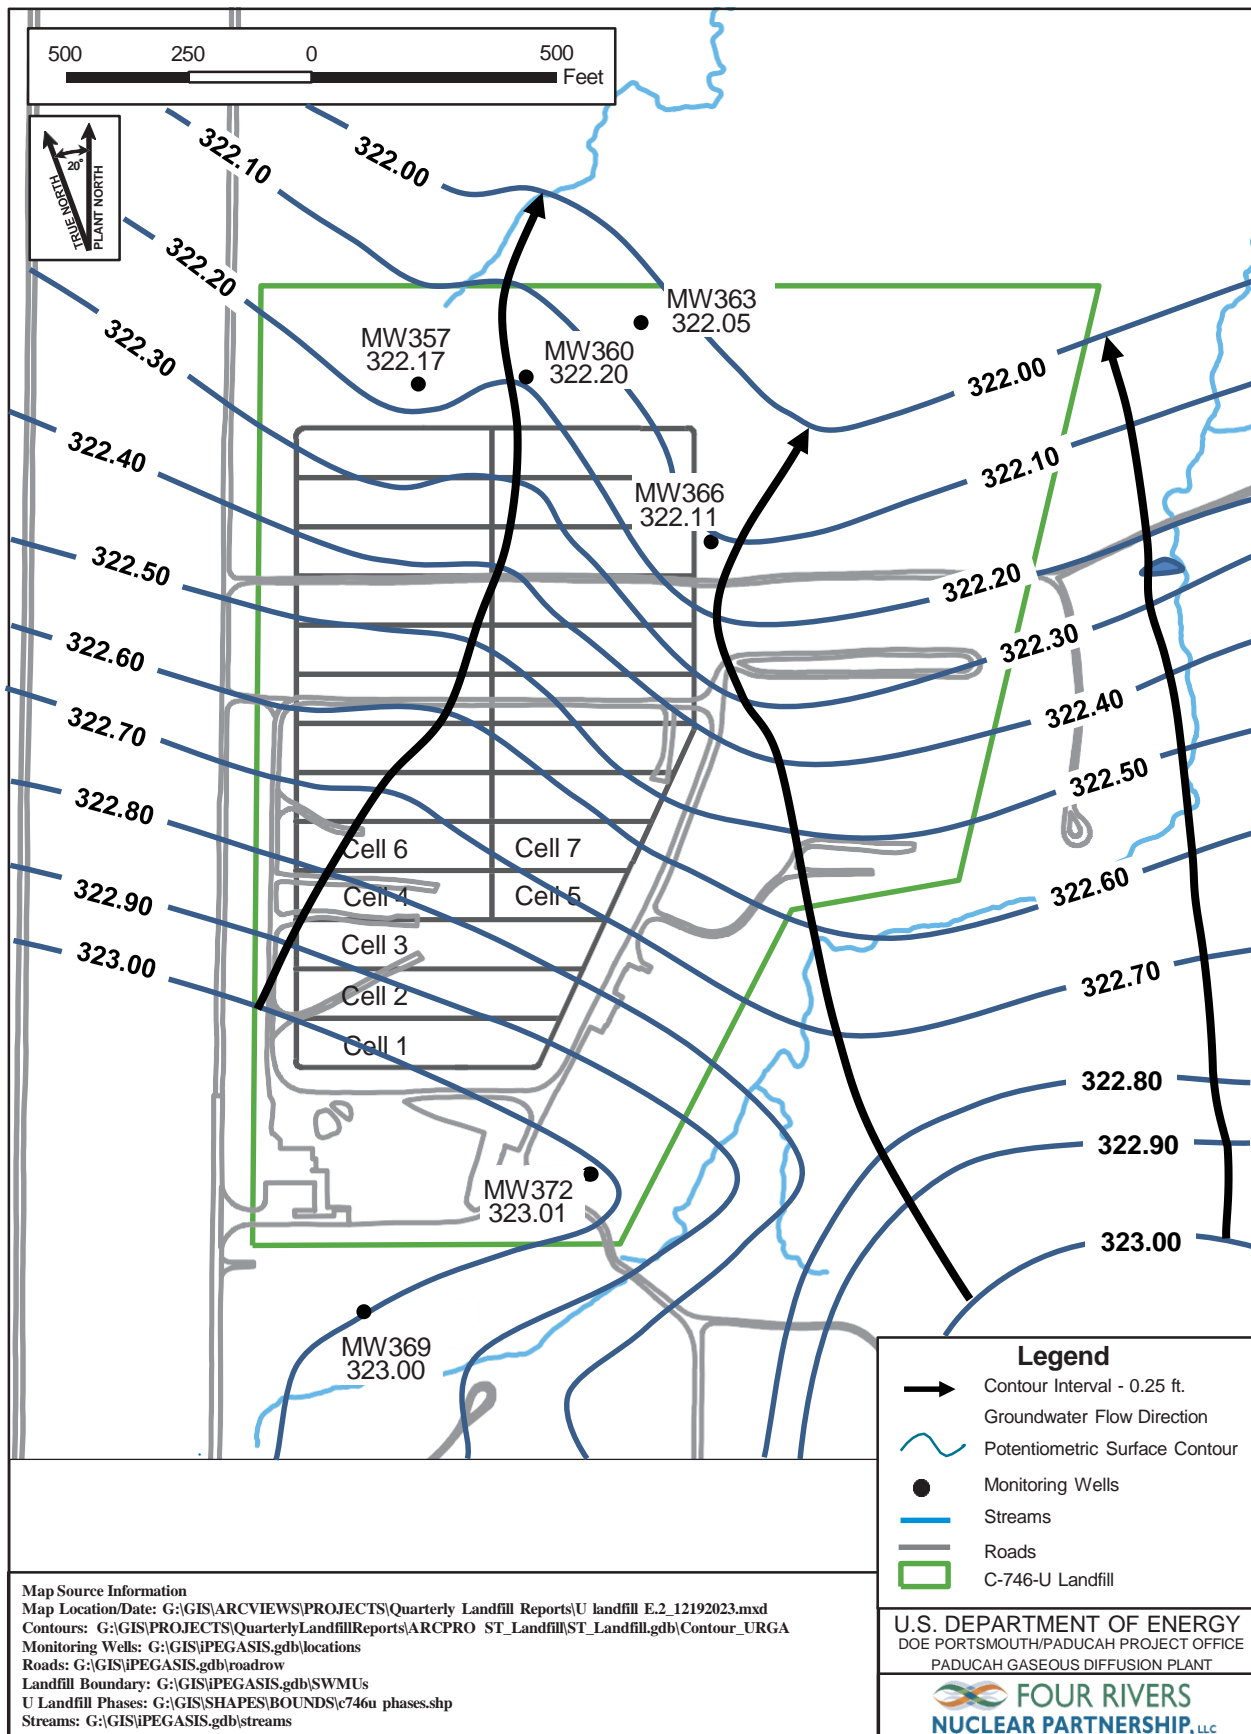 500 250 0 500
Feet
20°
TRUE NORTH
PLANT NORTH
322.10
322.00
322.20
322.30
MW363
322.05
MW357
322.17
MW360
322.20
322.00
322.40
322.10
MW366
322.11
322.50
322.20
322.60
322.30
322.70
322.40
322.80
322.50
Cell 6
Cell 7
322.90
Cell 4
Cell 5
322.60
323.00
Cell 3
322.70
Cell 2
Cell 1
322.80
322.90
MW372
323.01
323.00
MW369
323.00
Legend
Contour Interval - 0.25 ft.
Groundwater Flow Direction
Potentiometric Surface Contour
Monitoring Wells
Streams
Roads
C-746-U Landfill
Map Source Information
Map Location/Date: G:\GIS\ARCVIEWS\PROJECTS\Quarterly Landfill Reports\U landfill E.2_12192023.mxd
Contours: G:\GIS\PROJECTS\QuarterlyLandfillReports\ARCPRO ST_Landfill\ST_Landfill.gdb\Contour_URGA
Monitoring Wells: G:\GIS\iPEGASIS.gdb\locations
Roads: G:\GIS\iPEGASIS.gdb\roadrow
Landfill Boundary: G:\GIS\iPEGASIS.gdb\SWMUs
U Landfill Phases: G:\GIS\SHAPES\BOUNDS\c746u phases.shp
Streams: G:\GIS\iPEGASIS.gdb\streams
U.S. DEPARTMENT OF ENERGY
DOE PORTSMOUTH/PADUCAH PROJECT OFFICE
PADUCAH GASEOUS DIFFUSION PLANT
FOUR RIVERS
NUCLEAR PARTNERSHIP, LLC